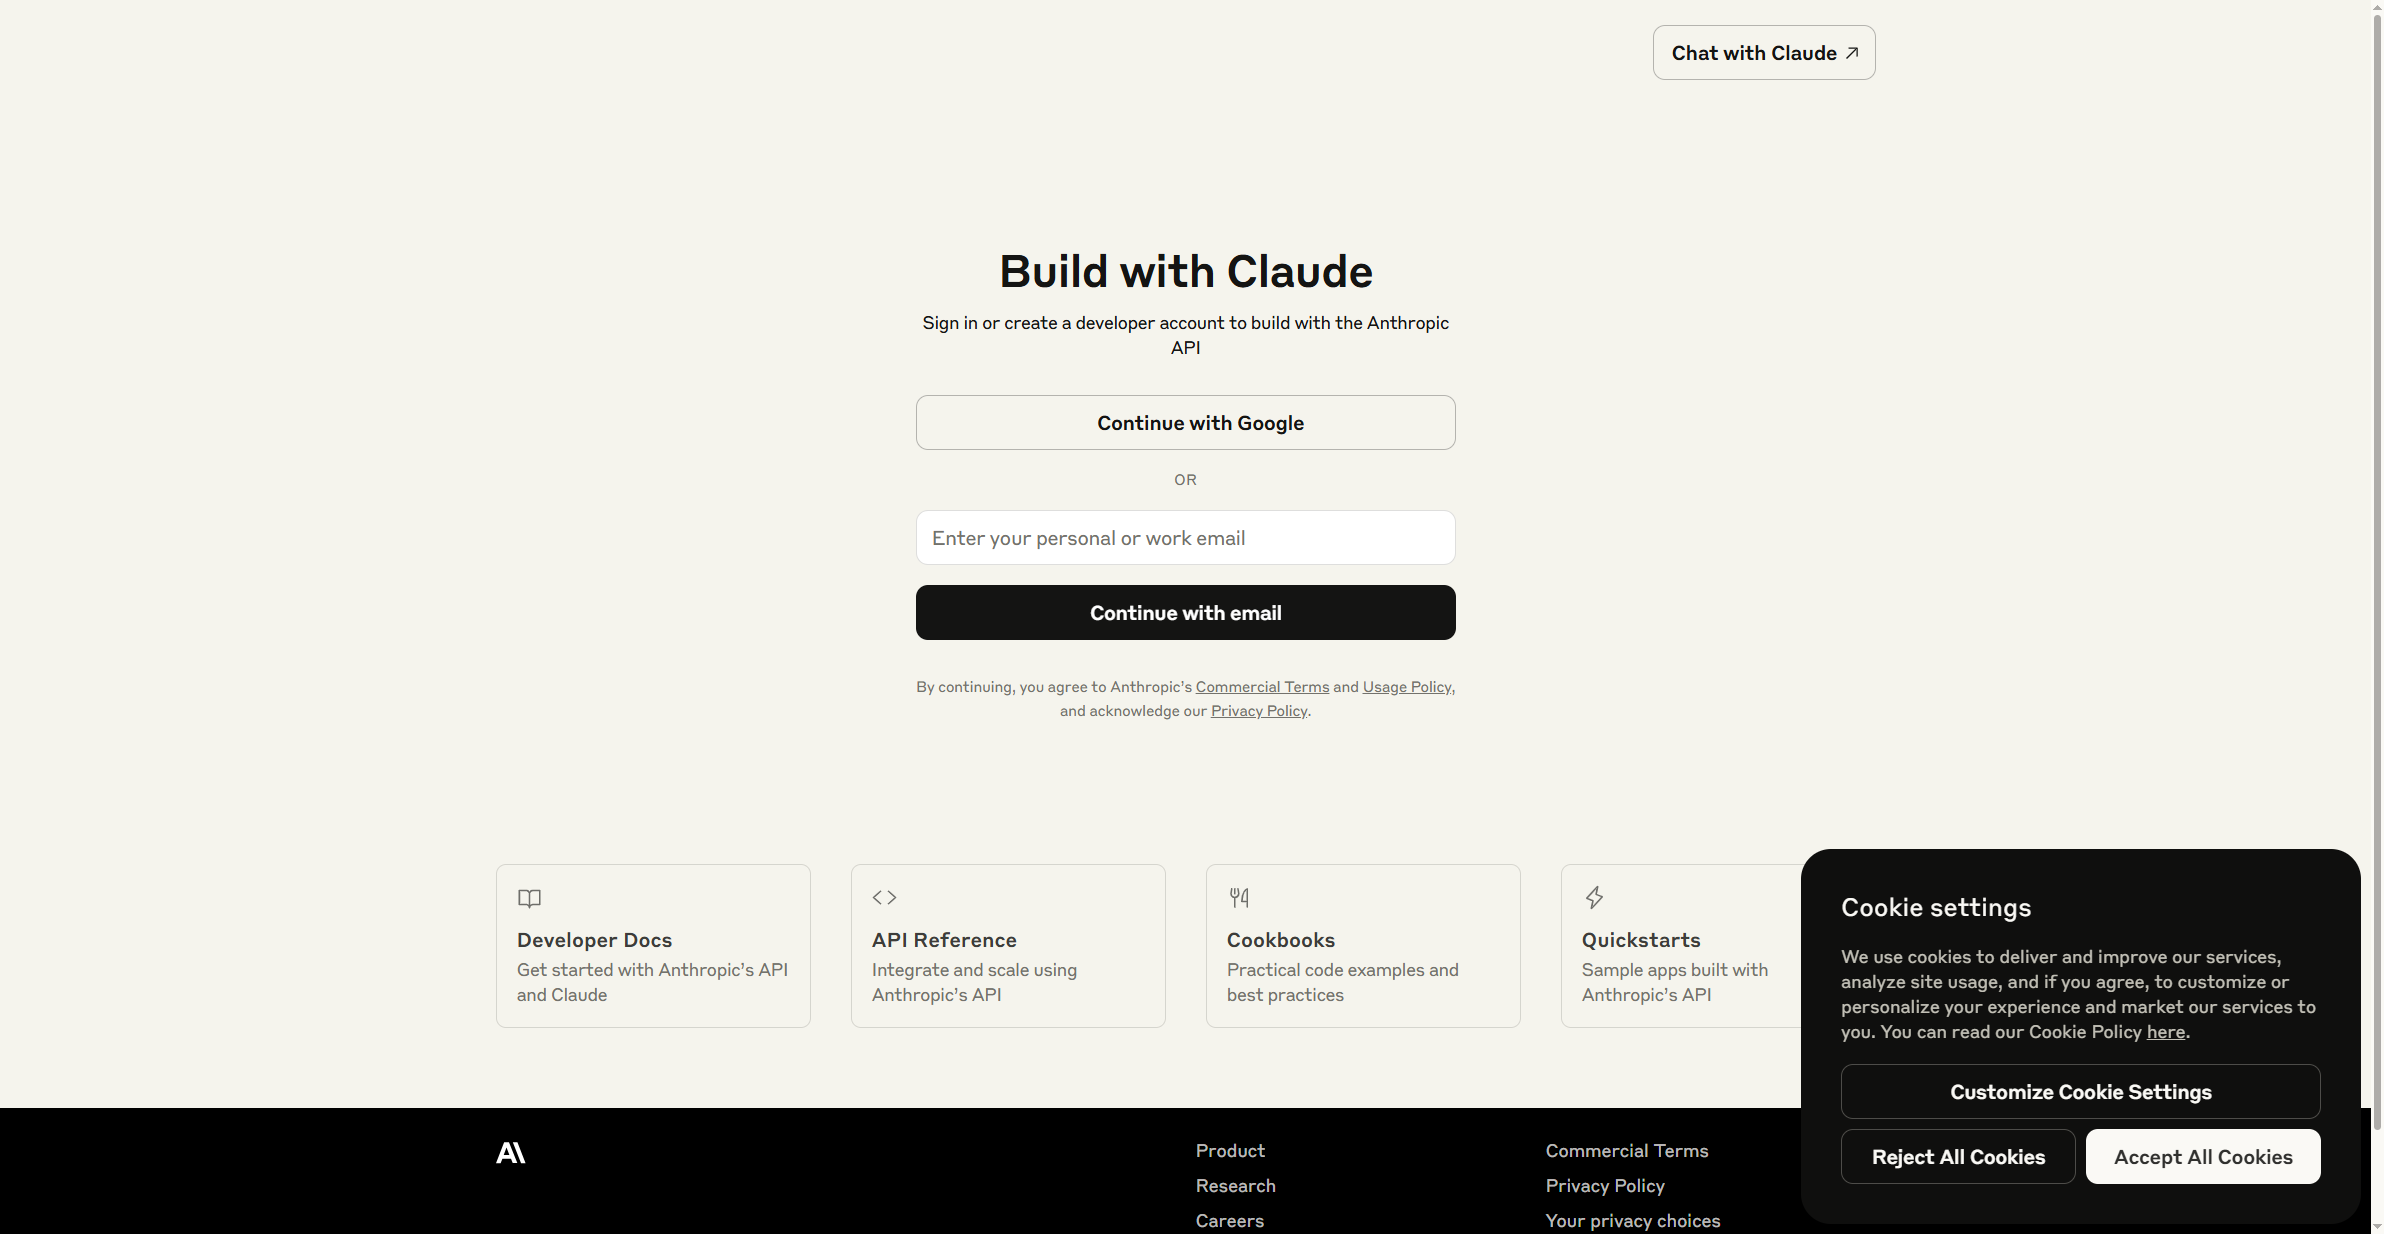 Chat with Claude
Build with Claude
Sign in or create a developer account to build with the Anthropic
API
Continue with Google
OR
Enter your personal or work email
Continue with email
By continuing, you agree to Anthropic's Commercial Terms and Usage Policy,
and acknowledge our Privacy Policy.
Developer Docs
Get started with Anthropic's API
and Claude
API Reference
Integrate and scale using
Anthropic's API
Cookbooks
Practical code examples and
best practices
Quickstarts
Sample apps built with
Anthropic's API
Cookie settings
We use cookies to deliver and improve our services,
analyze site usage, and if you agree, to customize or
personalize your experience and market our services to
you. You can read our Cookie Policy here.
Customize Cookie Settings
Reject All Cookies
Accept All Cookies
Product
Research
Careers
Commercial Terms
Privacy Policy
Your privacy choices